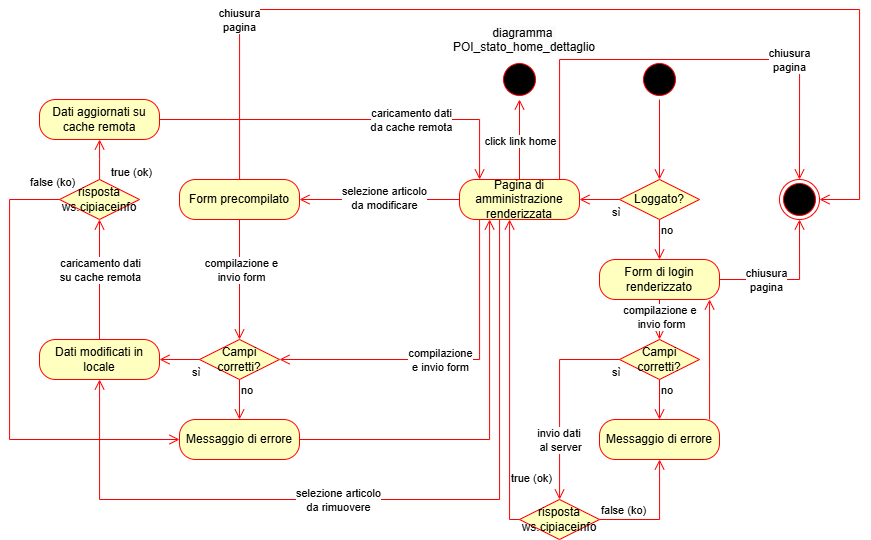 chiusura
pagina
diagramma
POI_stato_home_dettaglio
chiusura
pagina
Dati aggiornati su
cache remota
caricamento dati
da cache remota
click link home
false (ko)
true (ok)
risposta
ws.cipiaceinfo
Form precompilato
selezione articolo
da modificare
Pagina di
amministrazione
renderizzata
Loggato?
sì
no
caricamento dati
su cache remota
compilazione e
invio form
Form di login
renderizzato
chiusura
pagina
compilazione e
invio form
Dati modificati in
locale
sì
Campi
corretti?
no
compilazione
e invio form
Campi
corretti?
sì
no
Messaggio di errore
invio dati
al server
Messaggio di errore
selezione articolo
da rimuovere
true (ok)
risposta
ws.cipiaceinfo
false (ko)